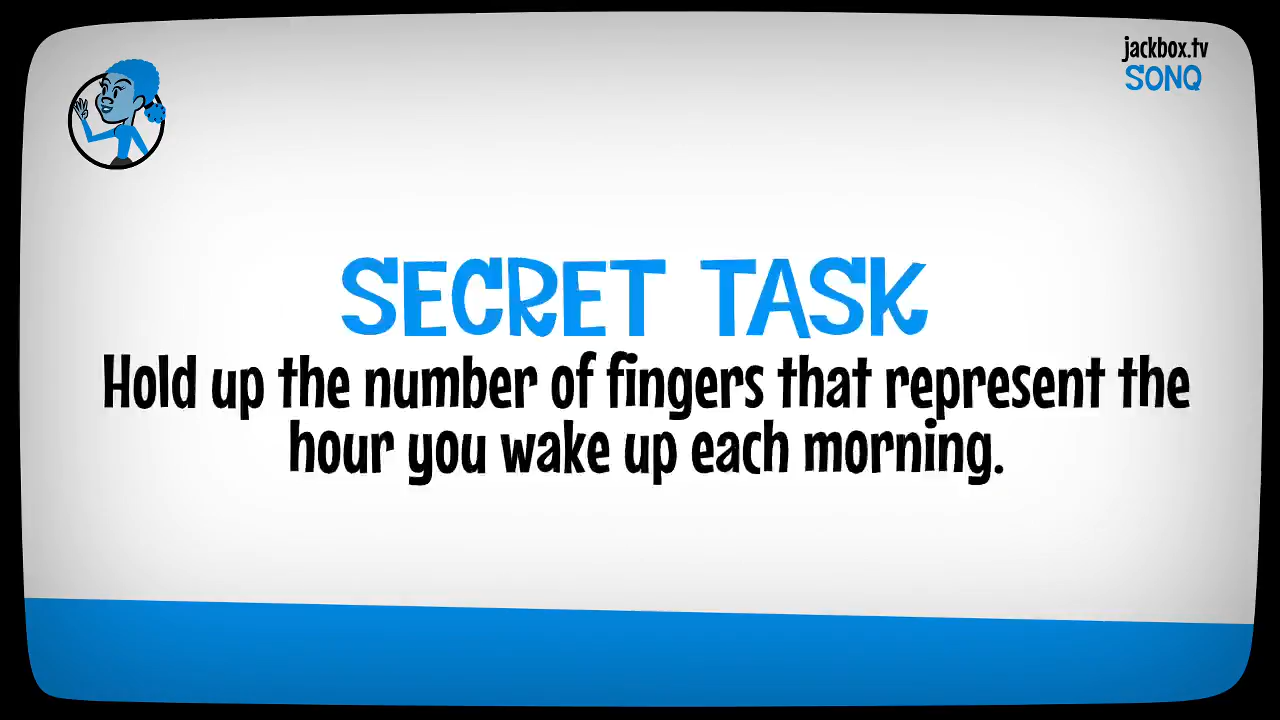 jackbox.tv
SONQ
SECRET TASK
Hold up the number of fingers that represent the
hour you wake up each morning.